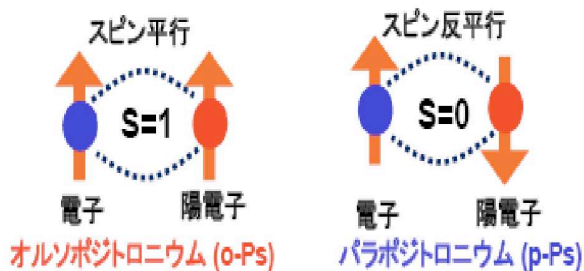 スピン平行
S=1
電子
陽電子
オルソポジトロニウム (o-Ps)
スピン反平行
S=0
電子
陽電子
パラポジトロニウム (p-Ps)